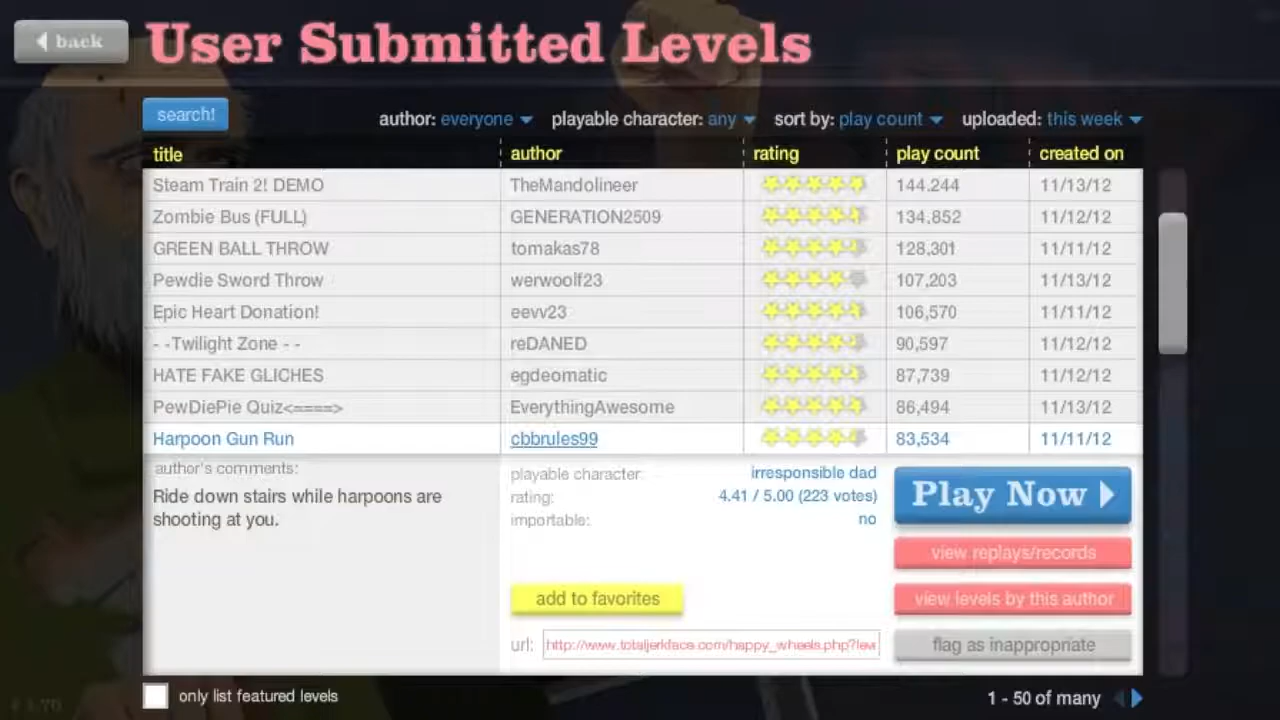 back
User Submitted Levels
search!
author: everyone playable character: any sort by: play count uploaded: this week
title author rating play count created on
Steam Train 2! DEMO TheMandolineer 144,244 11/13/12
Zombie Bus (FULL) GENERATION2509 134,852 11/12/12
GREEN BALL THROW tomakas78 128,301 11/11/12
Pewdie Sword Throw werwoolf23 107,203 11/13/12
Epic Heart Donation! eevv23 106,570 11/11/12
- -Twilight Zone - - reDANED 90,597 11/12/12
HATE FAKE GLICHES egdeomatic 87,739 11/12/12
PewDiePie Quiz<====> EverythingAwesome 86,494 11/13/12
Harpoon Gun Run cbbrules99 83,534 11/11/12
author's comments:
Ride down stairs while harpoons are
shooting at you.
playable character: irresponsible dad
rating: 4.41 / 5.00 (223 votes)
importable: no
add to favorites
url: http://www.totaljerkface.com/happy_wheels.php?lev
Play Now
view replays/records
view levels by this author
flag as inappropriate
only list featured levels
1 - 50 of many